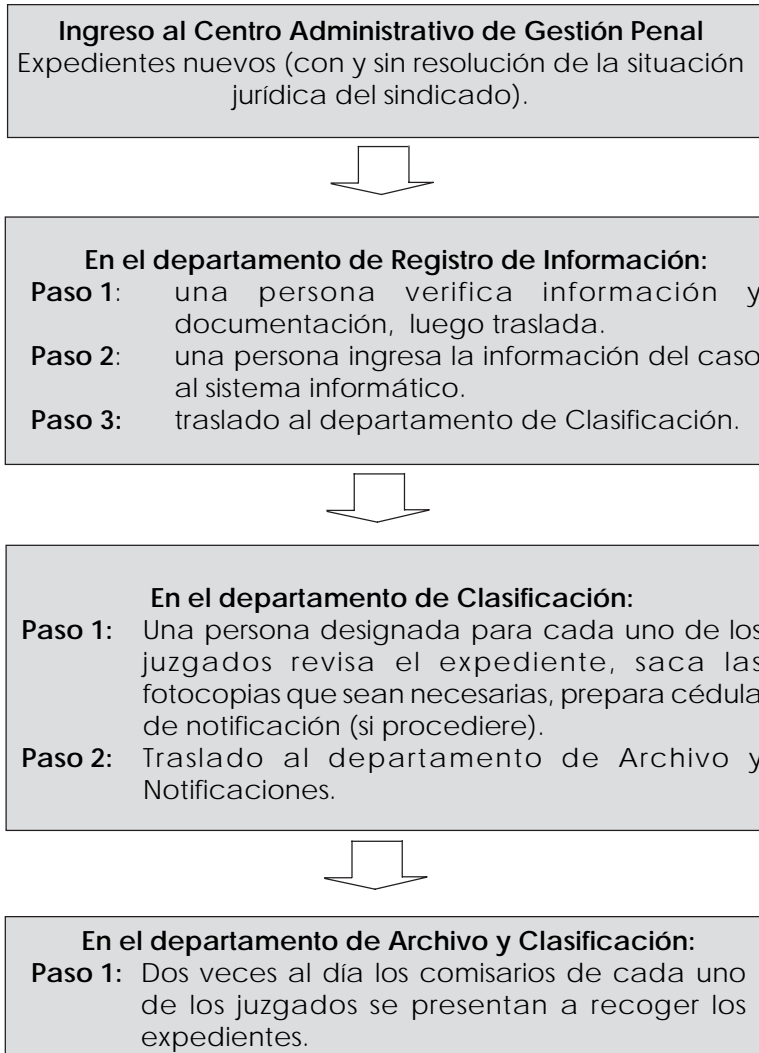 Ingreso al Centro Administrativo de Gestión Penal
Expedientes nuevos (con y sin resolución de la situación
jurídica del sindicado).
En el departamento de Registro de Información:
Paso 1: una persona verifica información y
documentación, luego traslada.
Paso 2: una persona ingresa la información del caso
al sistema informático.
Paso 3: traslado al departamento de Clasificación.
En el departamento de Clasificación:
Paso 1: Una persona designada para cada uno de los
juzgados revisa el expediente, saca las
fotocopias que sean necesarias, prepara cédula
de notificación (si procediere).
Paso 2: Traslado al departamento de Archivo y
Notificaciones.
En el departamento de Archivo y Clasificación:
Paso 1: Dos veces al día los comisarios de cada uno
de los juzgados se presentan a recoger los
expedientes.